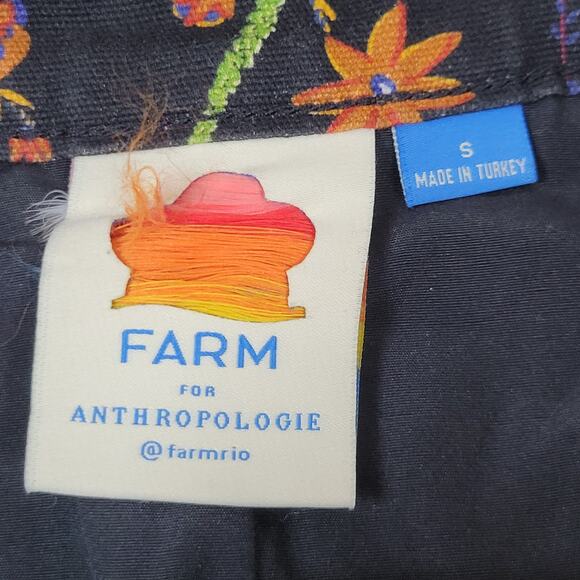 S
MADE IN TURKEY
FARM
FOR
ANTHROPOLOGIE
@farmrio